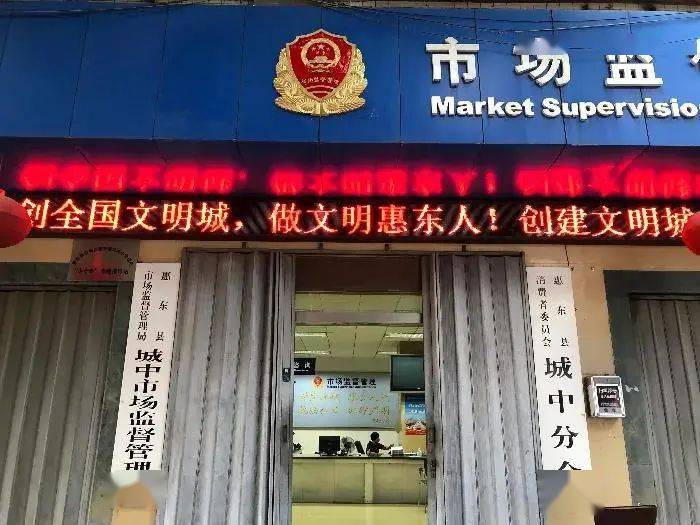 市场监
Market Supervisio
创全国文明城，做文明惠东人！创建文明城
惠东县
市场监督管理局
城中市场监督管理
惠东县
消费者委员会
城中分会
咨询
市场监督管理